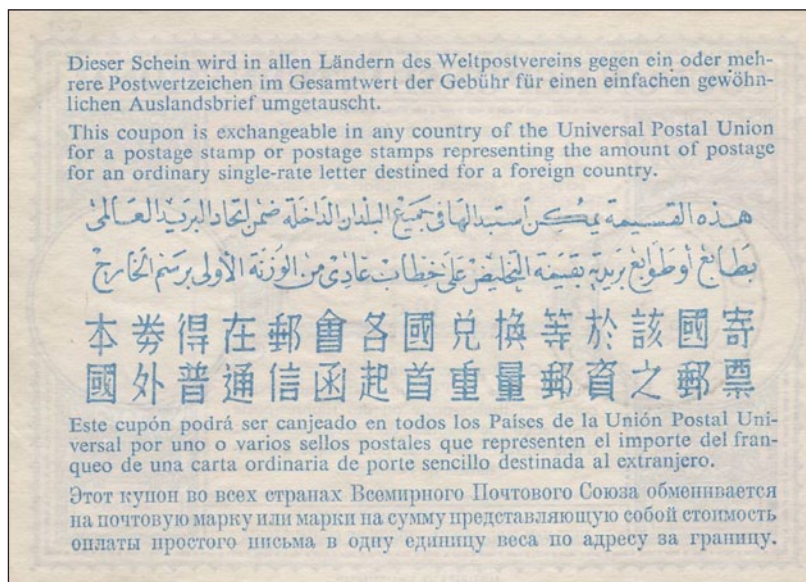 Dieser Schein wird in allen Ländern des Weltpostvereins gegen ein oder meh-
rere Postwertzeichen im Gesamtwert der Gebühr für einen einfachen gewöhn-
lichen Auslandsbrief umgetauscht.
This coupon is exchangeable in any country of the Universal Postal Union
for a postage stamp or postage stamps representing the amount of postage
for an ordinary single-rate letter destined for a foreign country.
هذه القسيمة يمكن استبدالها في جميع البلدان الداخلة ضمن اتحاد البريد العالمى
بطابع أو طوابع بريدية بقيمة التخليص على خطاب عادى من الوزنة الأولى برسم الخارج
本劵得在郵會各國兑換等於該國寄
國外普通信函起首重量郵資之郵票
Este cupón podrá ser canjeado en todos los Países de la Unión Postal Uni-
versal por uno o varios sellos postales que representen el importe del fran-
queo de una carta ordinaria de porte sencillo destinada al extranjero.
Этот купон во всех странах Всемирного Почтового Союза обменивается
на почтовую марку или марки на сумму представляющую собой стоимость
оплаты простого письма в одну единицу веса по адресу за границу.